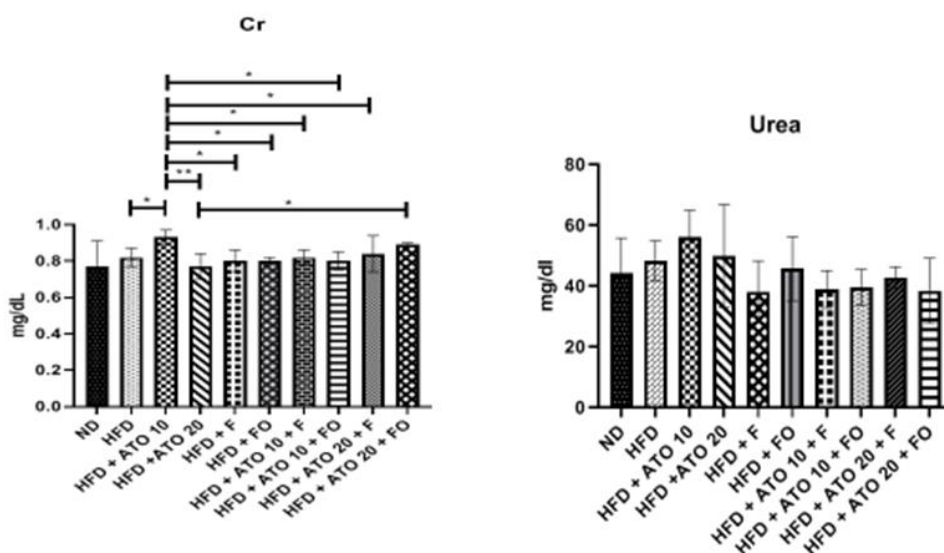 Cr
*
*
*
*
*
**
*
*
mg/dL
1.0
0.8
0.6
0.4
0.2
0.0
ND
HFD
HFD + ATO 10
HFD +ATO 20
HFD + F
HFD + FO
HFD + ATO 10 + F
HFD + ATO 10 + FO
HFD + ATO 20 + F
HFD + ATO 20 + FO
Urea
mg/dl
80
60
40
20
0
ND
HFD
HFD + ATO 10
HFD +ATO 20
HFD + F
HFD + FO
HFD + ATO 10 + F
HFD + ATO 10 + FO
HFD + ATO 20 + F
HFD + ATO 20 + FO